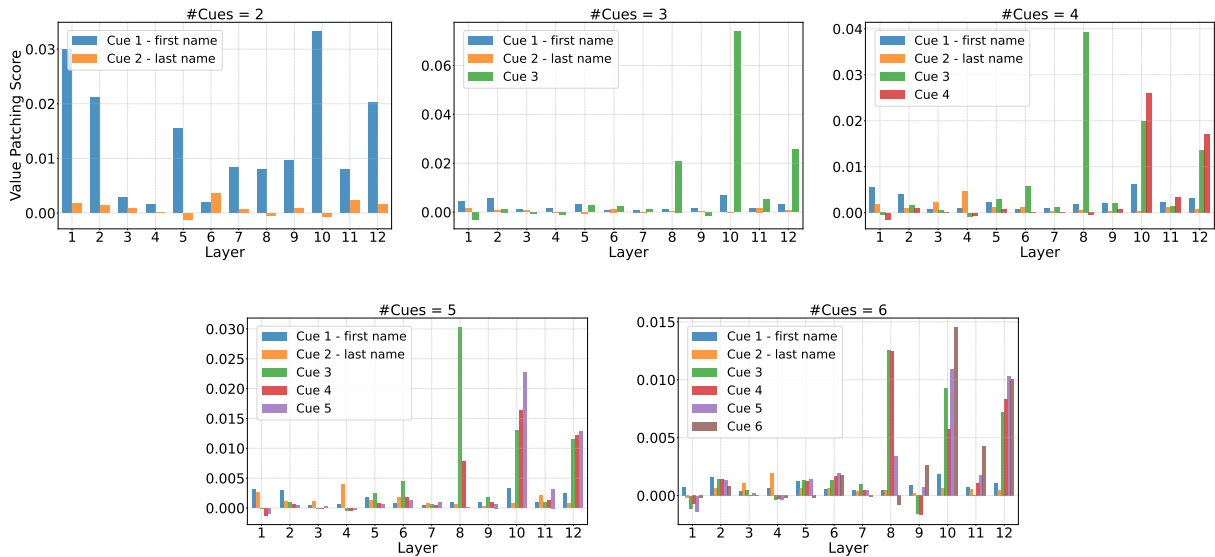 #Cues = 2
Value Patching Score
0.03
0.02
0.01
0.00
Cue 1 - first name
Cue 2 - last name
1 2 3 4 5 6 7 8 9 10 11 12
Layer
#Cues = 3
0.06
0.04
0.02
0.00
Cue 1 - first name
Cue 2 - last name
Cue 3
1 2 3 4 5 6 7 8 9 10 11 12
Layer
#Cues = 4
0.04
0.03
0.02
0.01
0.00
Cue 1 - first name
Cue 2 - last name
Cue 3
Cue 4
1 2 3 4 5 6 7 8 9 10 11 12
Layer
#Cues = 5
0.030
0.025
0.020
0.015
0.010
0.005
0.000
Cue 1 - first name
Cue 2 - last name
Cue 3
Cue 4
Cue 5
1 2 3 4 5 6 7 8 9 10 11 12
Layer
#Cues = 6
0.015
0.010
0.005
0.000
Cue 1 - first name
Cue 2 - last name
Cue 3
Cue 4
Cue 5
Cue 6
1 2 3 4 5 6 7 8 9 10 11 12
Layer